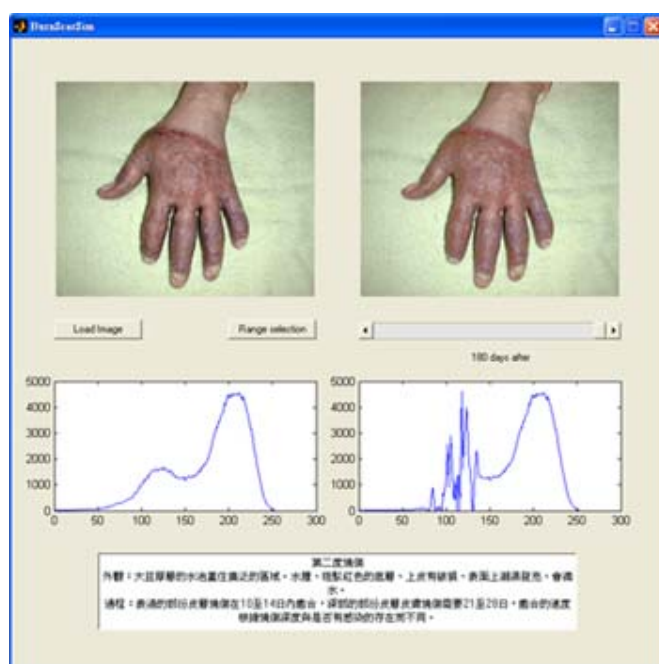 BurnScarSim
Load Image
Range selection
180 days after
5000
4000
3000
2000
1000
0
0 50 100 150 200 250 300
5000
4000
3000
2000
1000
0
0 50 100 150 200 250 300
第二度燒傷
外觀：大且厚層的水泡蓋住廣泛的區域。水腫、斑駁紅色的底層、上皮有破損、表面上潮濕發亮、會滴
水。
過程：表淺的部份皮層燒傷在10至14日內癒合，深部的部份皮層皮膚燒傷需要21至28日，癒合的速度
依據燒傷深度與是否有感染的存在而不同。